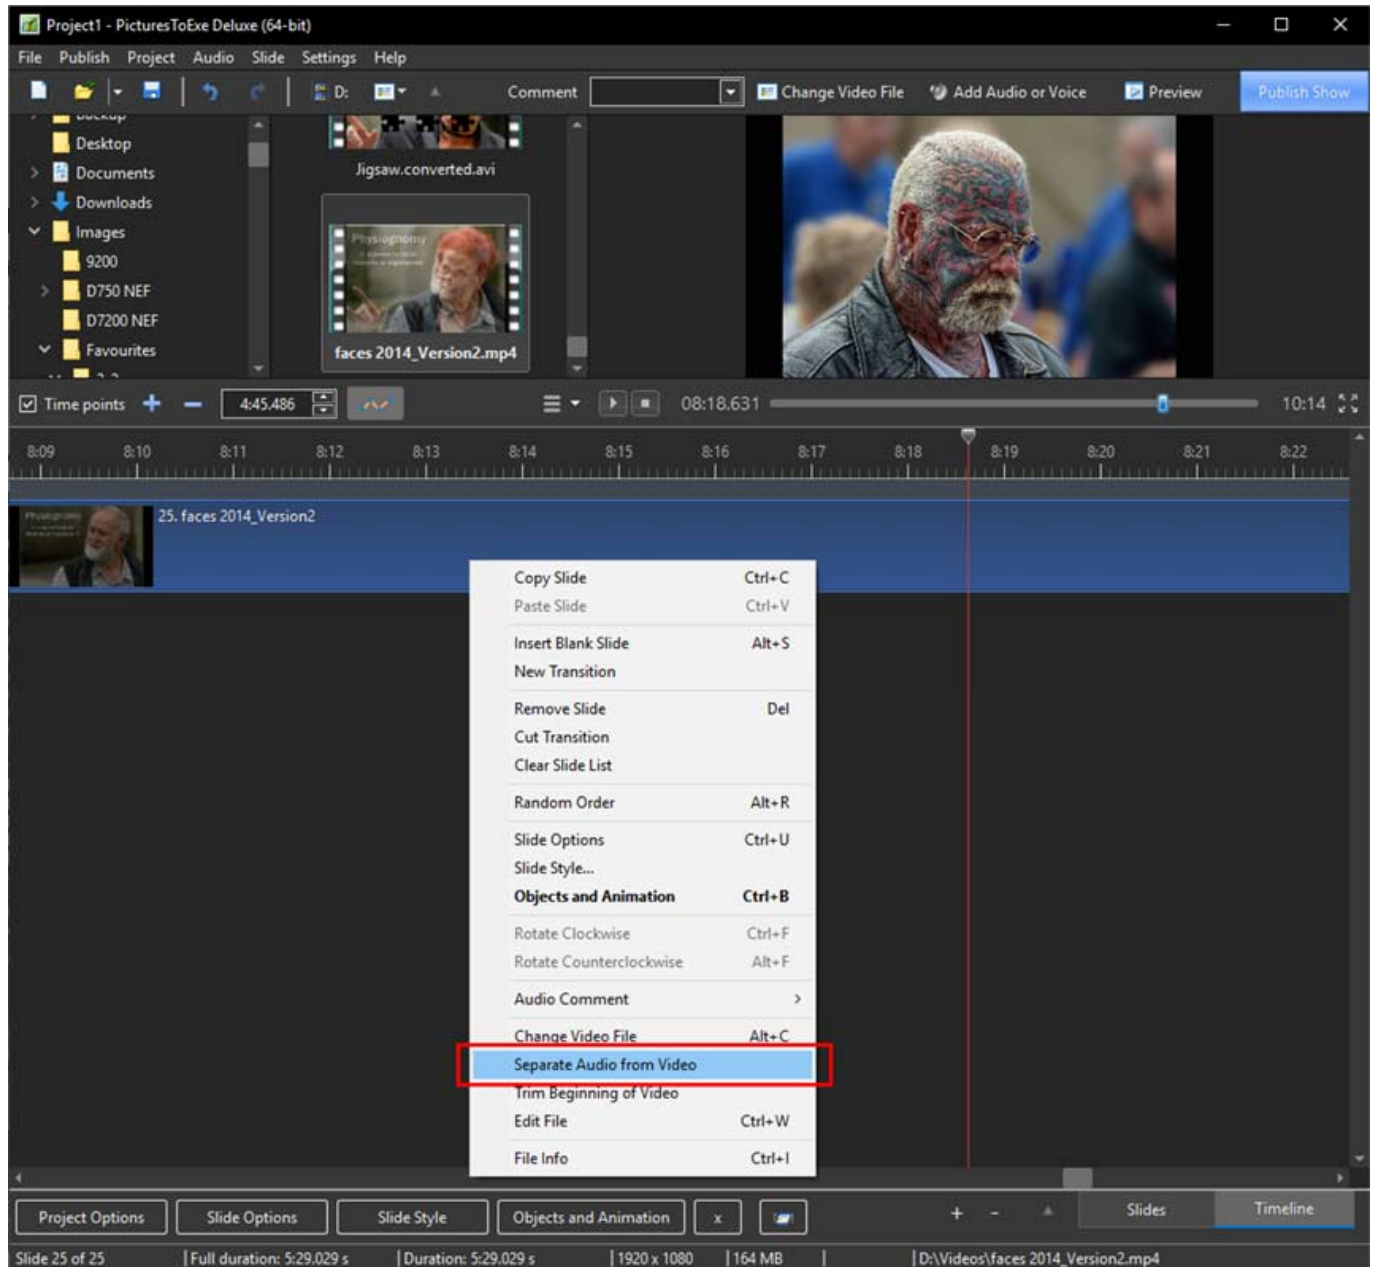 Project1 - PicturesToExe Deluxe (64-bit)
File Publish Project Audio Slide Settings Help
D: Comment Change Video File Add Audio or Voice Preview Publish Show
Desktop
Documents
Downloads
Images
9200
D750 NEF
D7200 NEF
Favourites
Jigsaw.converted.avi
Physiognomy
faces 2014_Version2.mp4
Time points 4:45.486 08:18.631 10:14
8:09 8:10 8:11 8:12 8:13 8:14 8:15 8:16 8:17 8:18 8:19 8:20 8:21 8:22
25. faces 2014_Version2
Copy Slide Ctrl+C
Paste Slide Ctrl+V
Insert Blank Slide Alt+S
New Transition
Remove Slide Del
Cut Transition
Clear Slide List
Random Order Alt+R
Slide Options Ctrl+U
Slide Style...
Objects and Animation Ctrl+B
Rotate Clockwise Ctrl+F
Rotate Counterclockwise Alt+F
Audio Comment
Change Video File Alt+C
Separate Audio from Video
Trim Beginning of Video
Edit File Ctrl+W
File Info Ctrl+I
Project Options Slide Options Slide Style Objects and Animation x + - Slides Timeline
Slide 25 of 25 Full duration: 5:29.029 s Duration: 5:29.029 s 1920 x 1080 164 MB D:\Videos\faces 2014_Version2.mp4